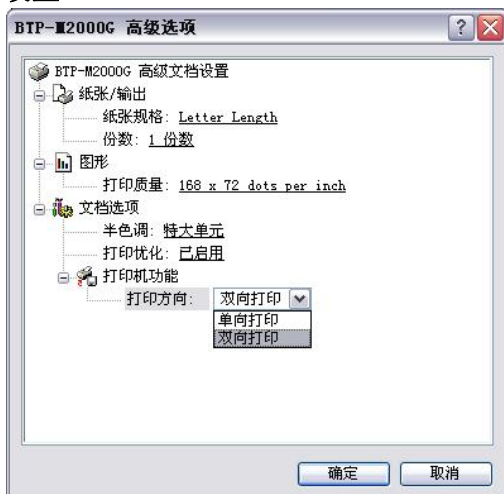 BTP-M2000G 高级选项
BTP-M2000G 高级文档设置
纸张/输出
纸张规格: Letter Length
份数: 1 份数
图形
打印质量: 168 x 72 dots per inch
文档选项
半色调: 特大单元
打印优化: 已启用
打印机功能
打印方向: 双向打印
单向打印
双向打印
确定 取消